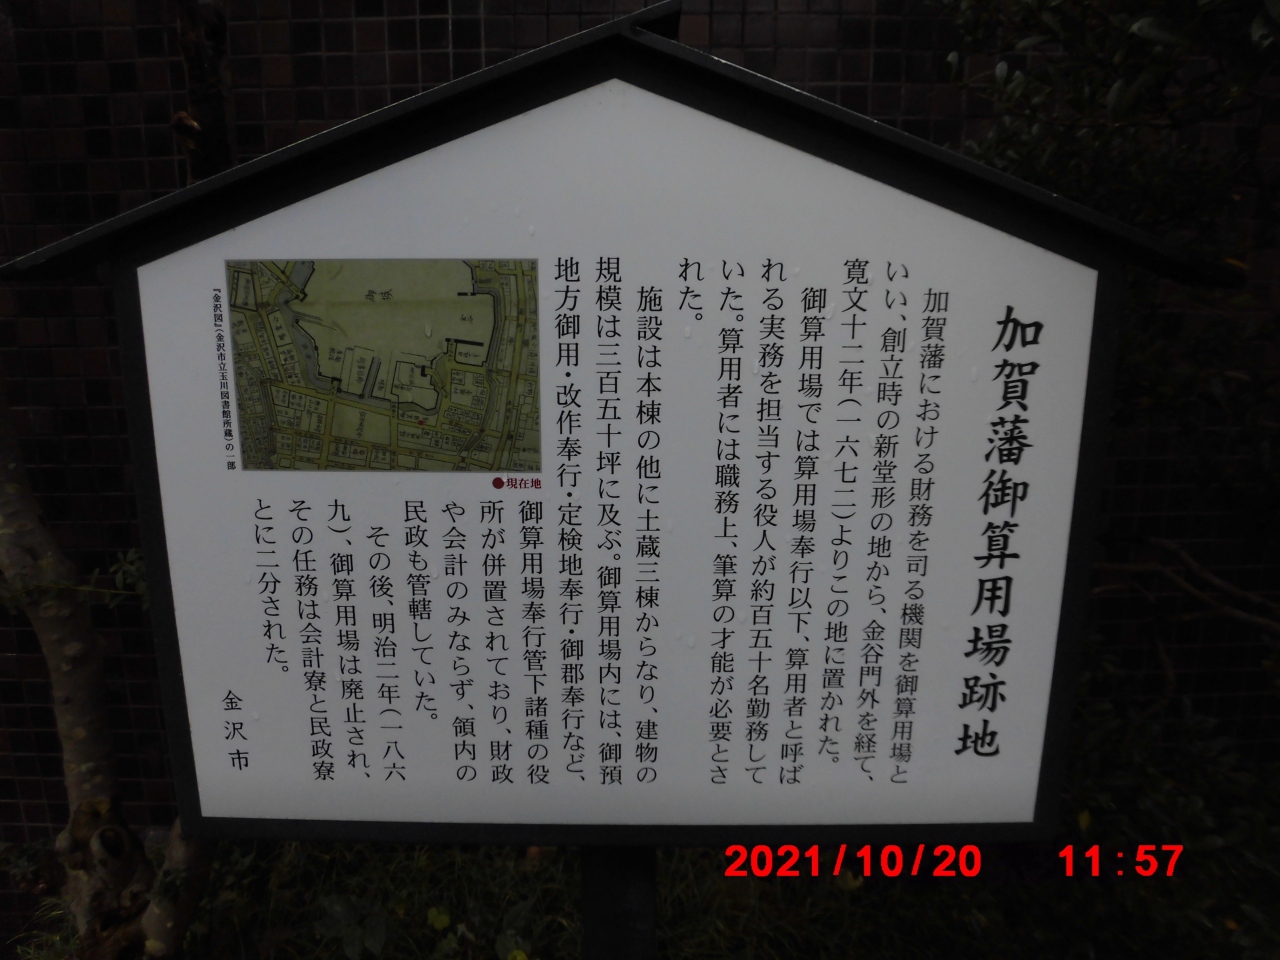 加賀藩御算用場跡地
加賀藩における財務を司る機関を御算用場と
いい、創立時の新堂形の地から、金谷門外を経て、
寛文十二年(一六七二)よりこの地に置かれた。
御算用場では算用場奉行以下、算用者と呼ば
れる実務を担当する役人が約百五十名勤務して
いた。算用者には職務上、筆算の才能が必要とさ
れた。
施設は本棟の他に土蔵三棟からなり、建物の
規模は三百五十坪に及ぶ。御算用場内には、御預
地方御用・改作奉行・定検地奉行・御郡奉行など、
御算用場奉行管下諸種の役
所が併置されており、財政
や会計のみならず、領内の
民政も管轄していた。
その後、明治二年(一八六
九)、御算用場は廃止され、
その任務は会計寮と民政寮
とに二分された。
金沢市
御城
●現在地
『金沢図』(金沢市立玉川図書館所蔵)の一部
2021/10/20 11:57